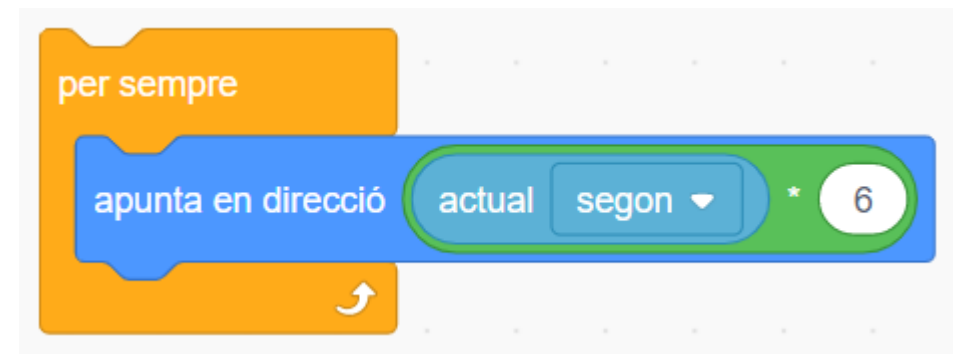 per sempre
apunta en direcció actual segon * 6